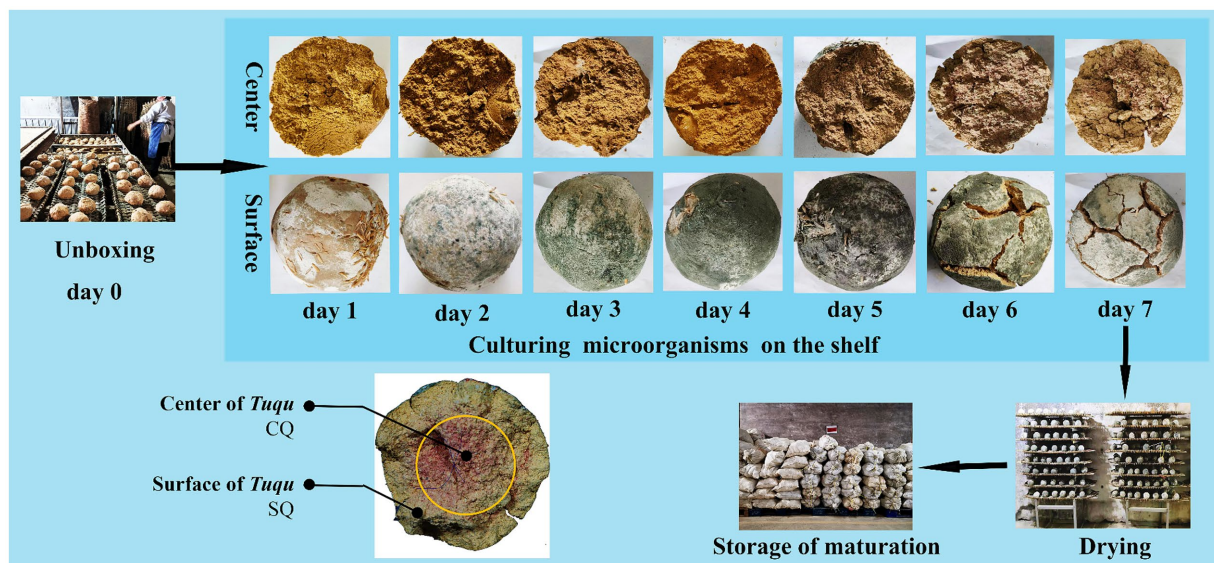 Center
Surface
Unboxing
day 0
day 1
day 2
day 3
day 4
day 5
day 6
day 7
Culturing microorganisms on the shelf
Center of Tuqu
CQ
Surface of Tuqu
SQ
Storage of maturation
Drying